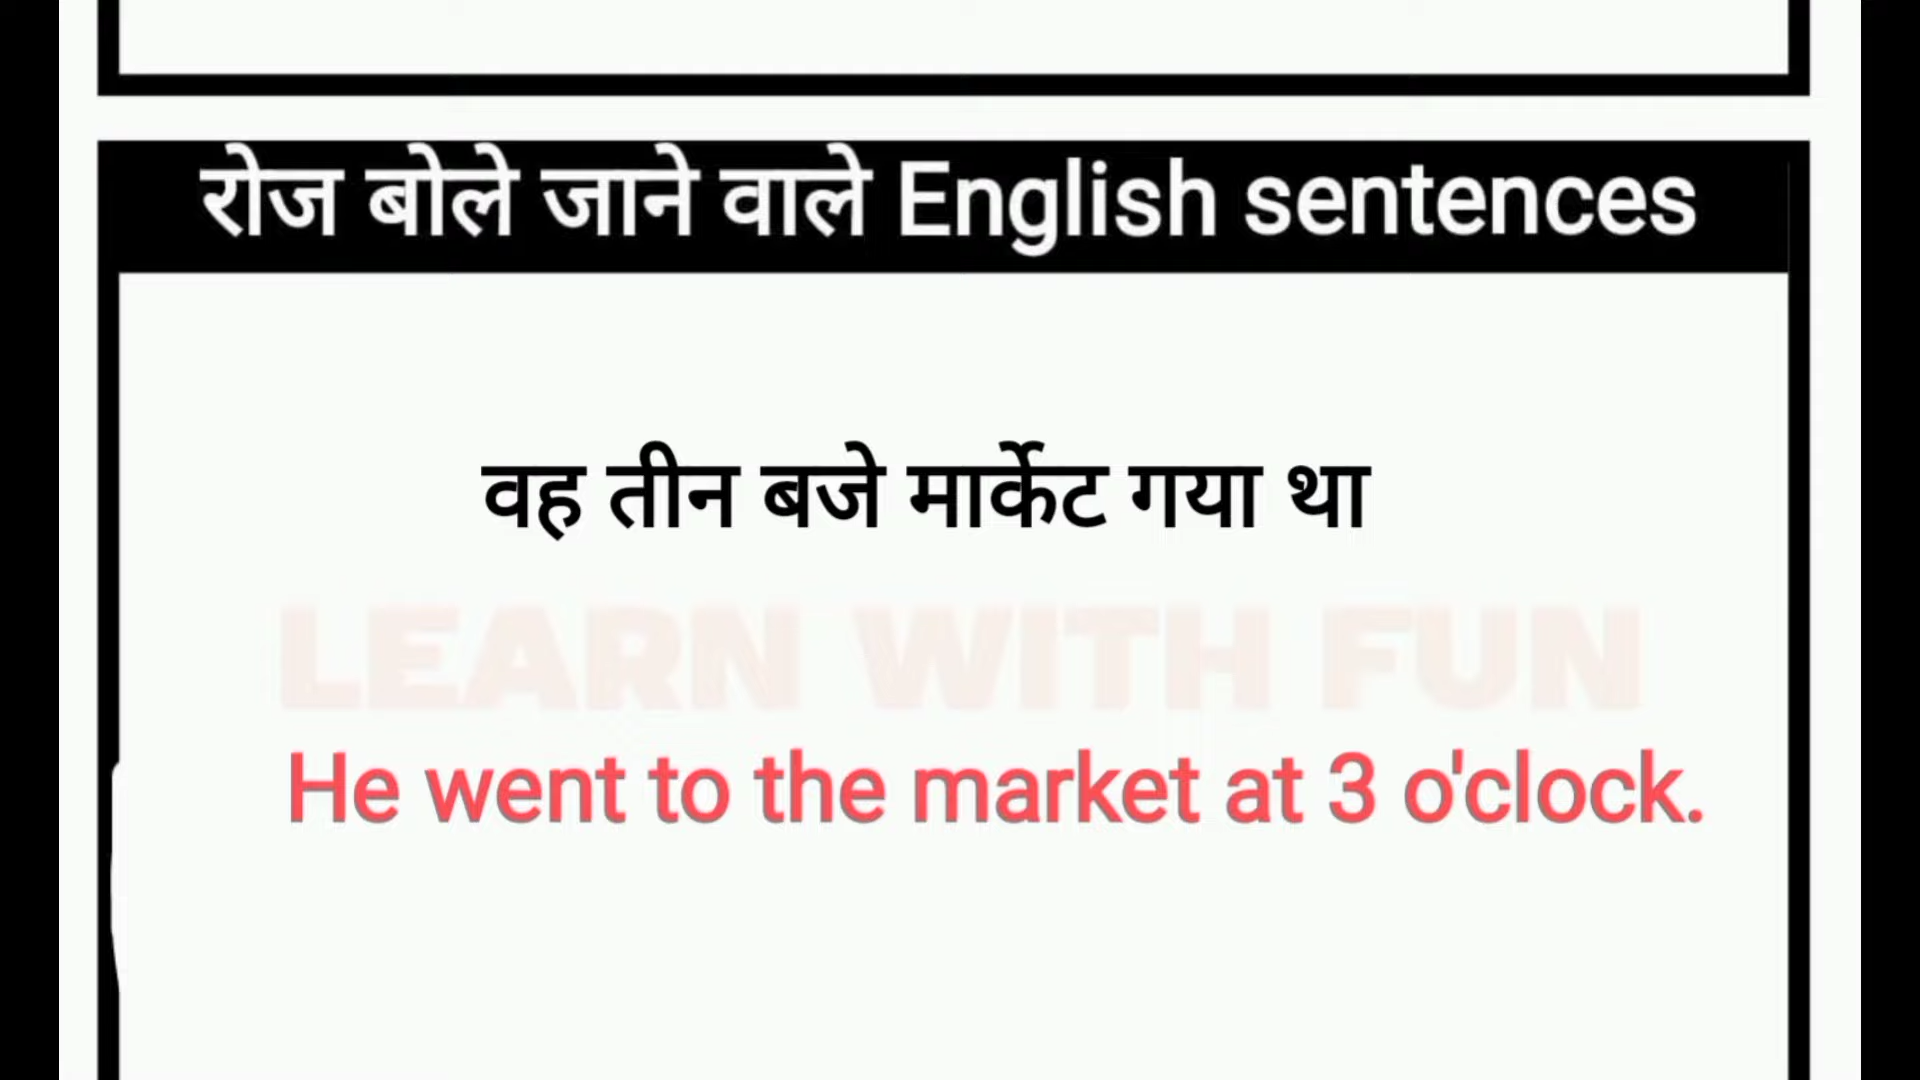 रोज बोले जाने वाले English sentences
वह तीन बजे मार्केट गया था
LEARN WITH FUN
He went to the market at 3 o'clock.